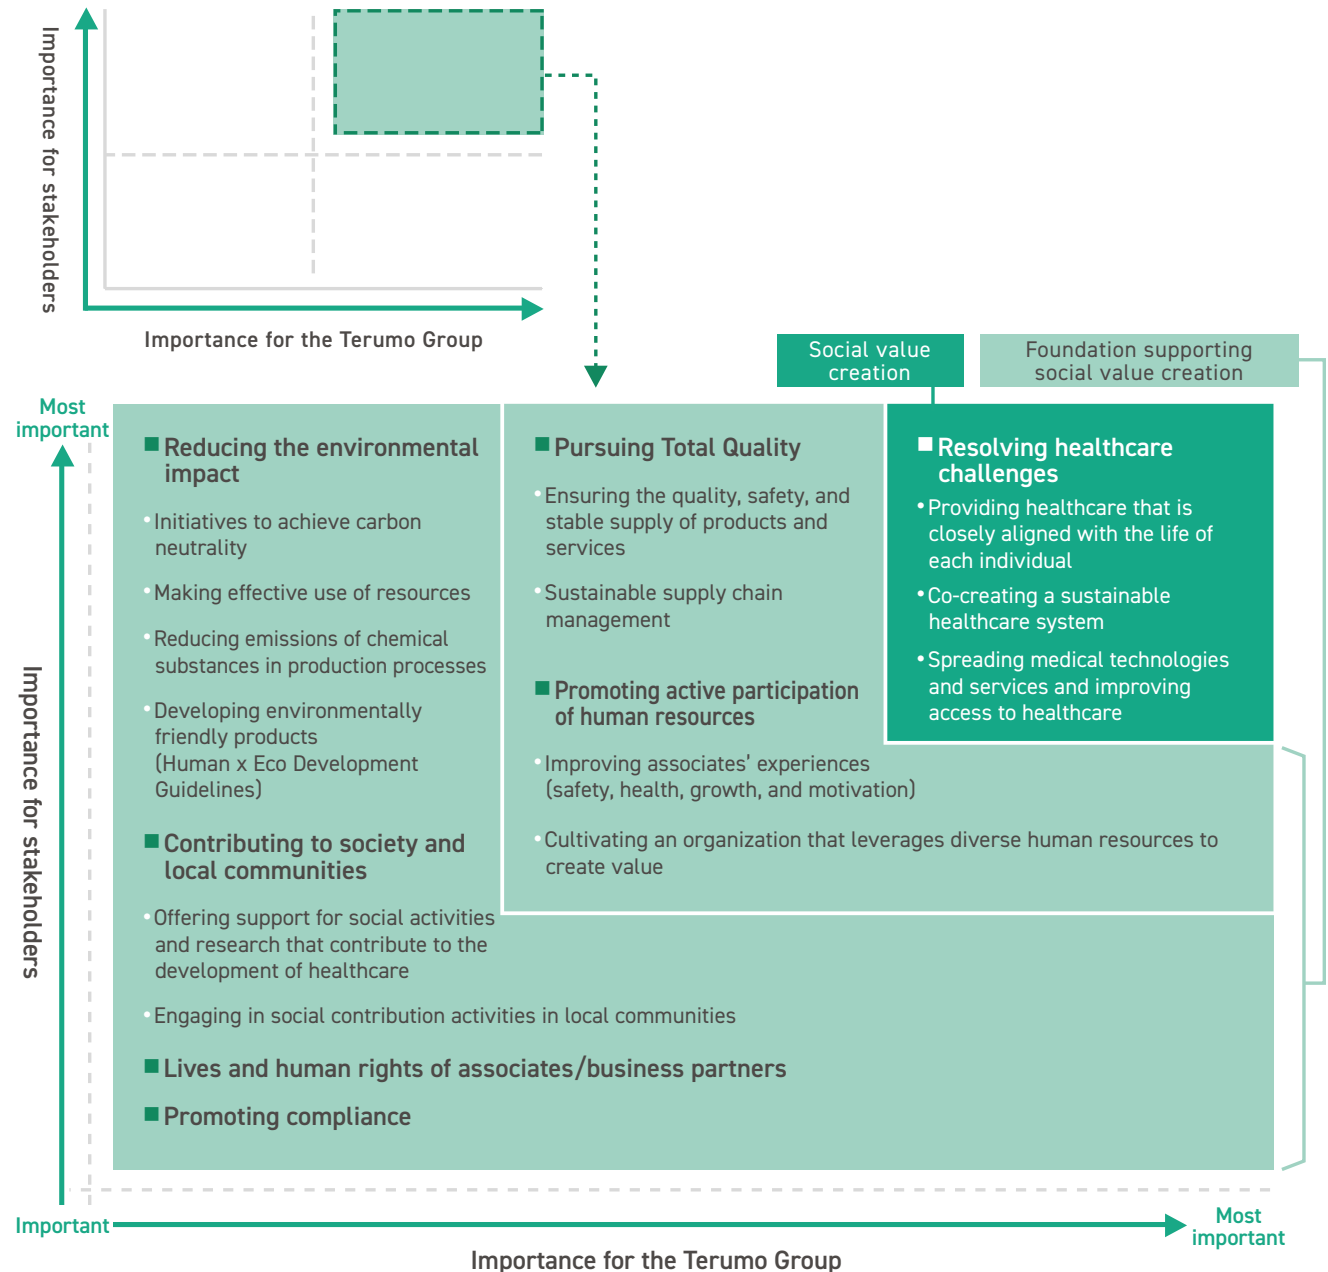 Importance for stakeholders
Importance for the Terumo Group
Social value
creation
Foundation supporting
social value creation
Most
important
■ Reducing the environmental
impact
• Initiatives to achieve carbon
neutrality
• Making effective use of resources
• Reducing emissions of chemical
substances in production processes
• Developing environmentally
friendly products
(Human x Eco Development
Guidelines)
■ Contributing to society and
local communities
• Offering support for social activities
and research that contribute to the
development of healthcare
• Engaging in social contribution activities in local communities
■ Lives and human rights of associates/business partners
■ Promoting compliance
■ Pursuing Total Quality
• Ensuring the quality, safety, and
stable supply of products and
services
• Sustainable supply chain
management
■ Promoting active participation
of human resources
• Improving associates’ experiences
(safety, health, growth, and motivation)
• Cultivating an organization that leverages diverse human resources to
create value
■ Resolving healthcare
challenges
• Providing healthcare that is
closely aligned with the life of
each individual
• Co-creating a sustainable
healthcare system
• Spreading medical technologies
and services and improving
access to healthcare
Importance for stakeholders
Important
Most
important
Importance for the Terumo Group